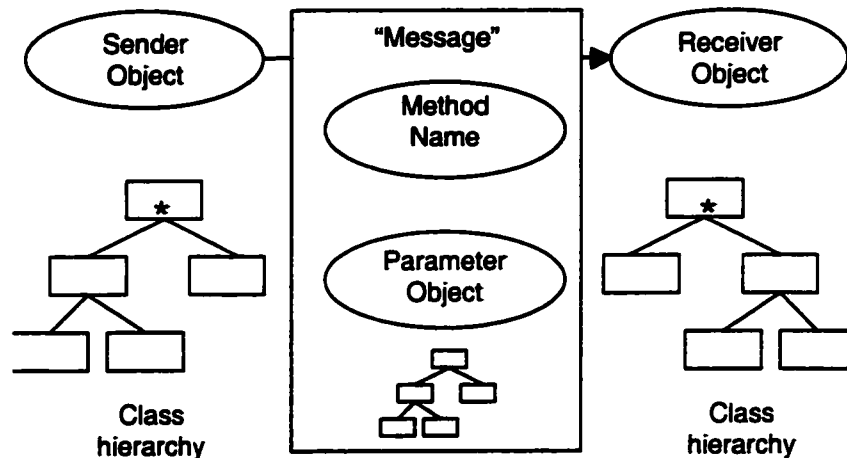 Sender
Object
“Message”
Receiver
Object
Method
Name
*
*
Parameter
Object
Class
hierarchy
Class
hierarchy